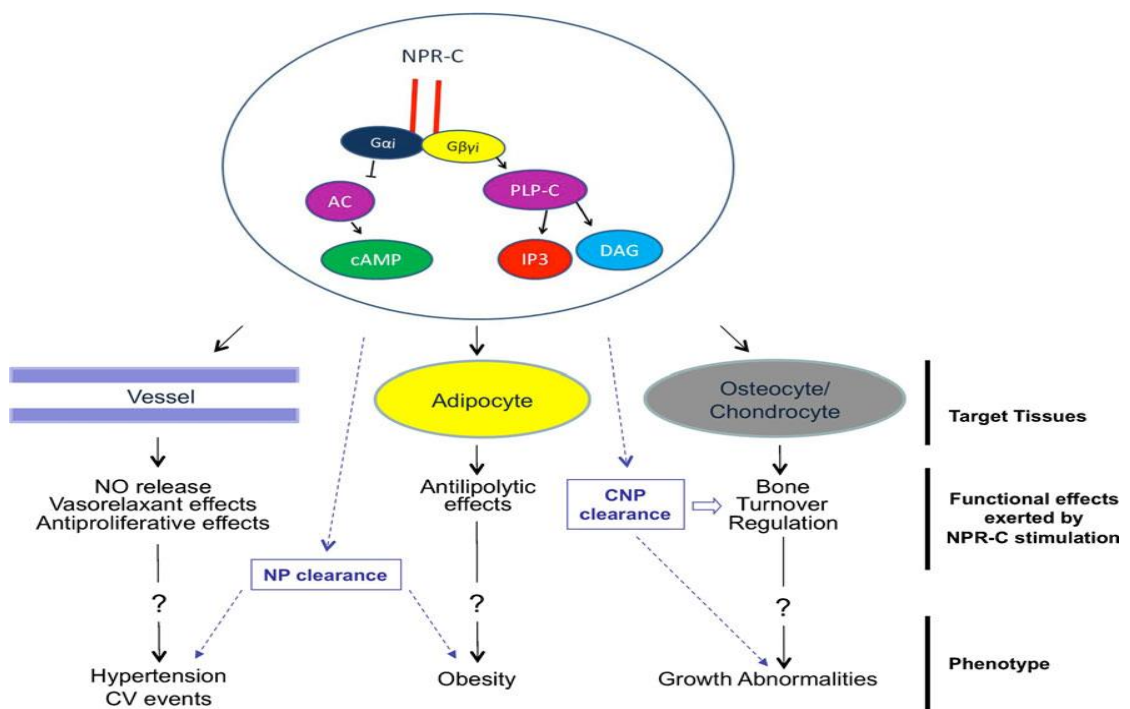 NPR-C
Gαi
Gβγi
AC
PLP-C
cAMP
IP3
DAG
Vessel
Adipocyte
Osteocyte/
Chondrocyte
Target Tissues
NO release
Vasorelaxant effects
Antiproliferative effects
Antilipolytic
effects
CNP
clearance
Bone
Turnover
Regulation
Functional effects
exerted by
NPR-C stimulation
NP clearance
?
?
?
Hypertension
CV events
Obesity
Growth Abnormalities
Phenotype